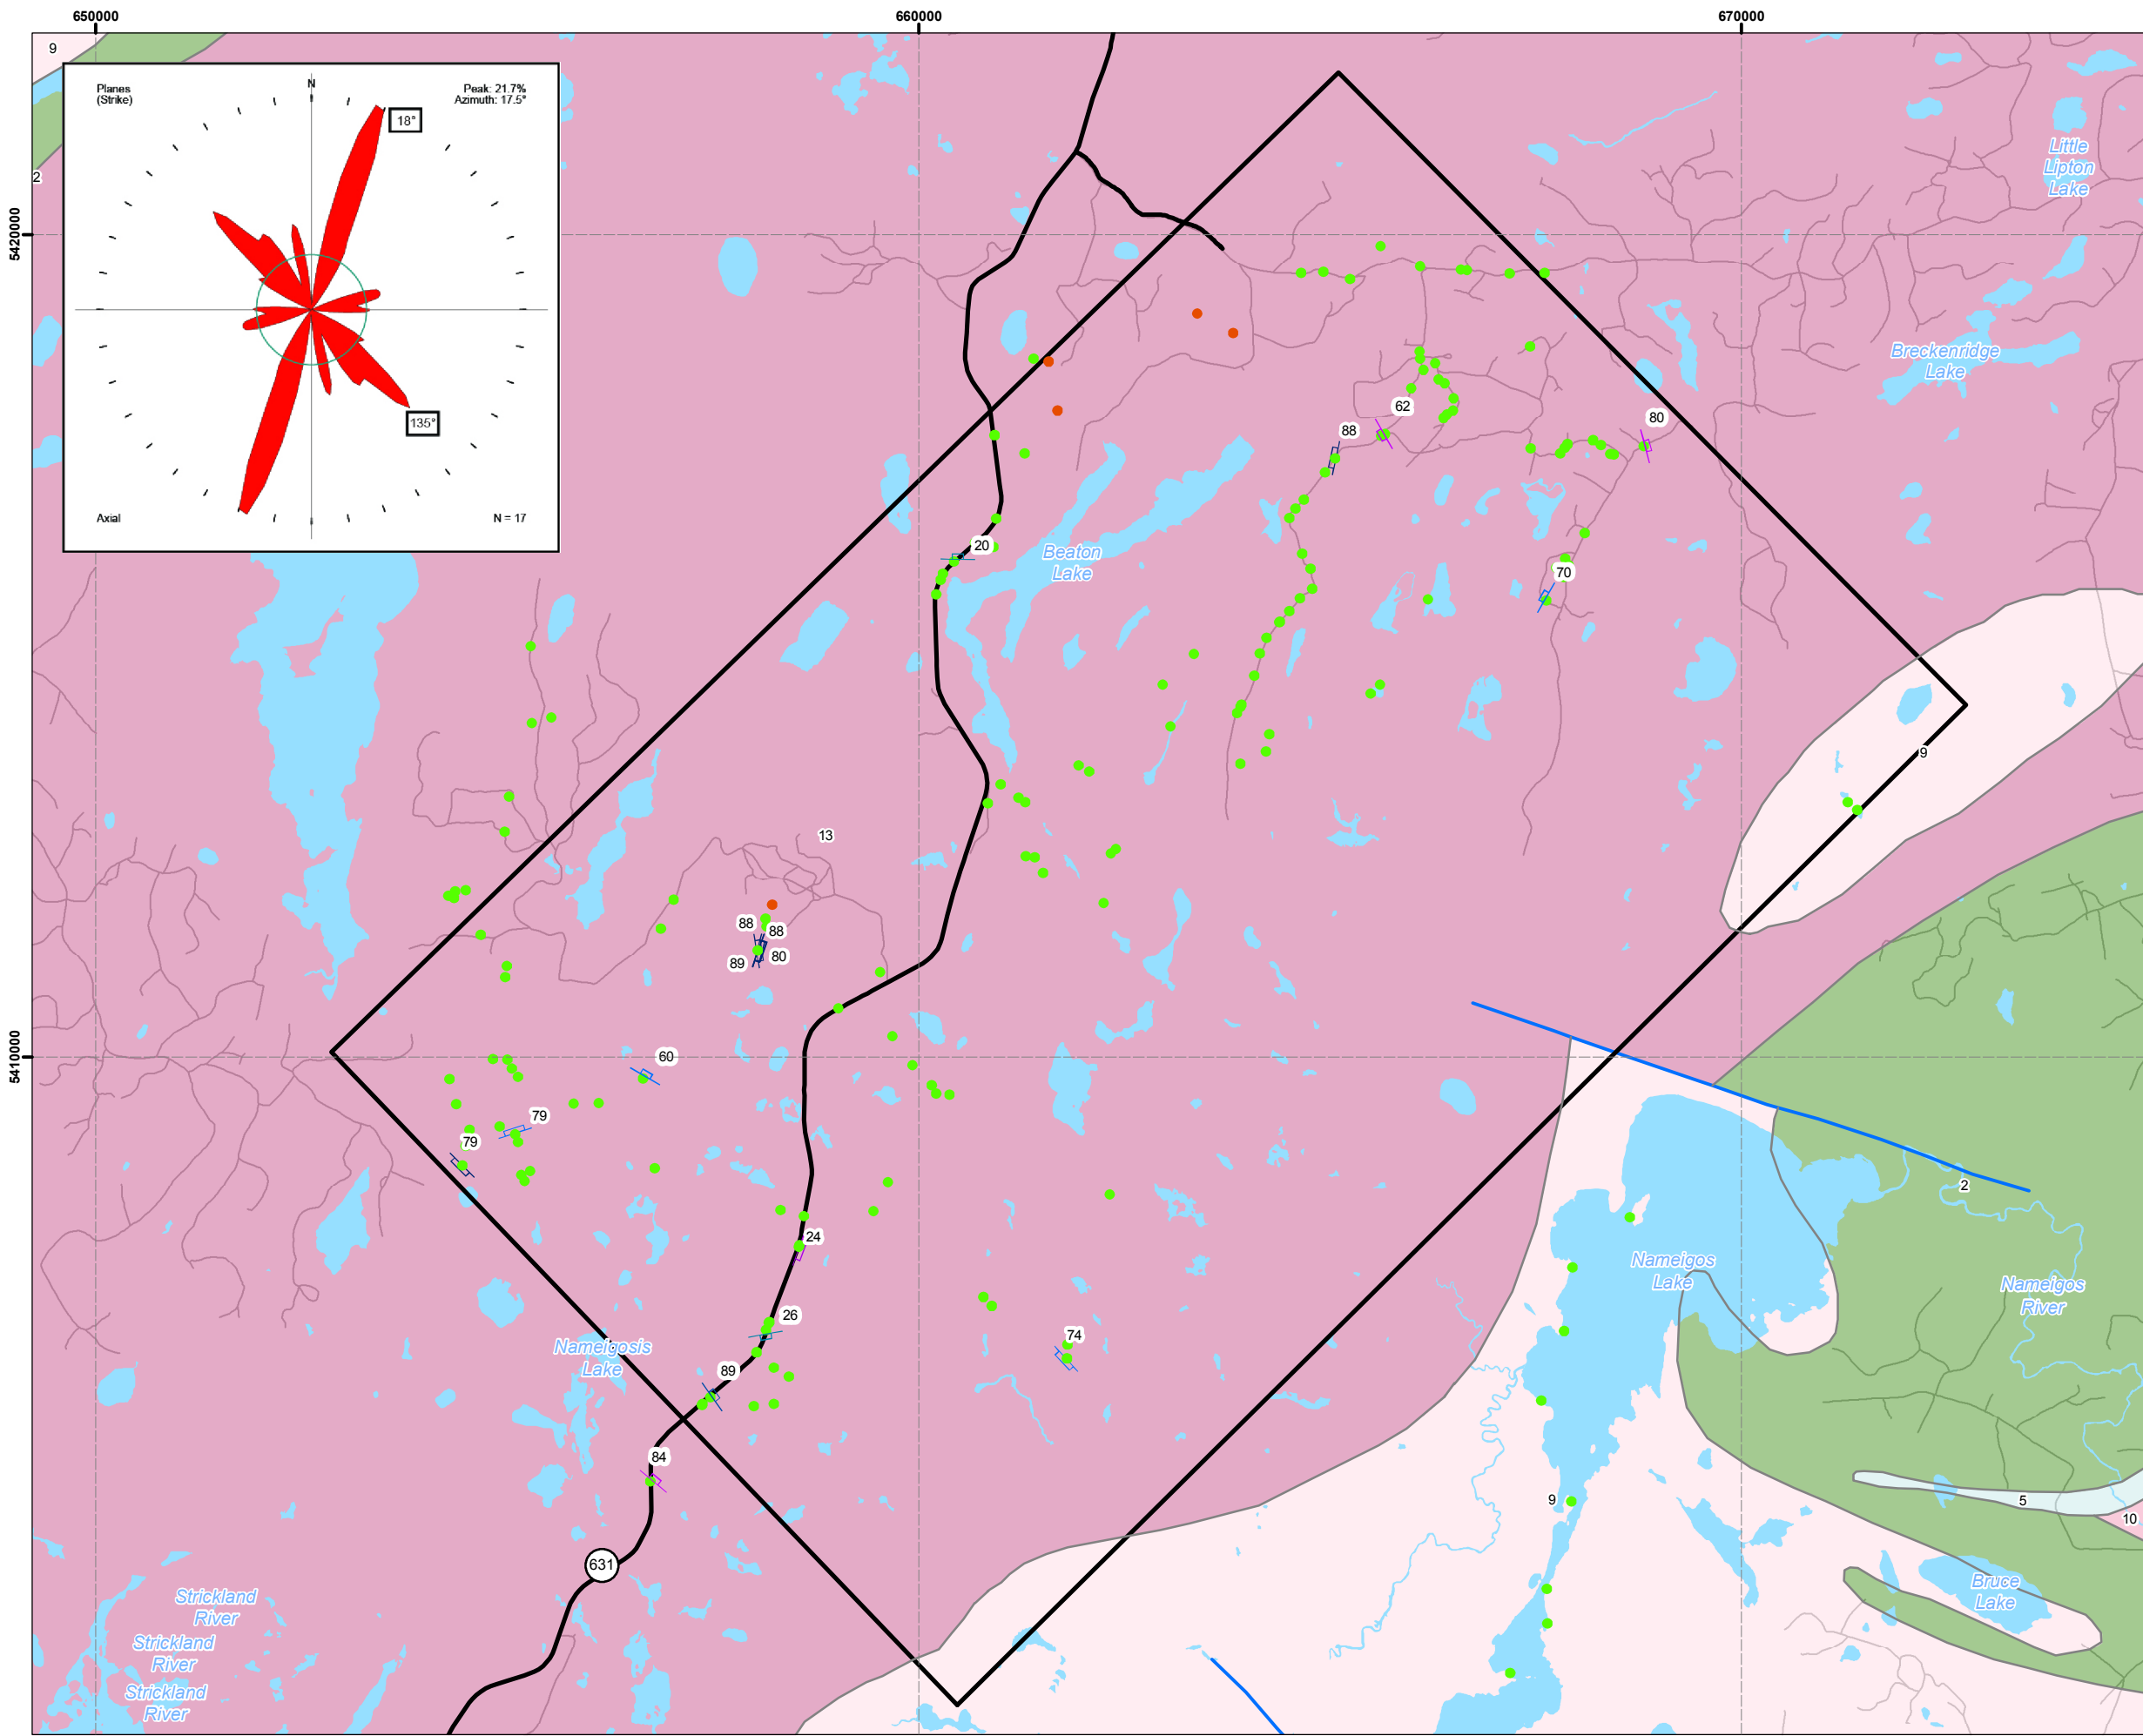 650000
660000
670000
9
Planes
(Strike)
N
Peak: 21.7%
Azimuth: 17.5°
18°
2
Little
Lipton
Lake
5420000
Breckenridge
Lake
62
80
88
135°
Axial
N = 17
20
Beaton
Lake
70
9
13
88
88
89
80
60
5410000
79
79
2
24
Nameigos
Lake
Nameigos
River
26
74
Nameigosis
Lake
89
84
9
5
10
631
Strickland
River
Bruce
Lake
Strickland
River
Strickland
River